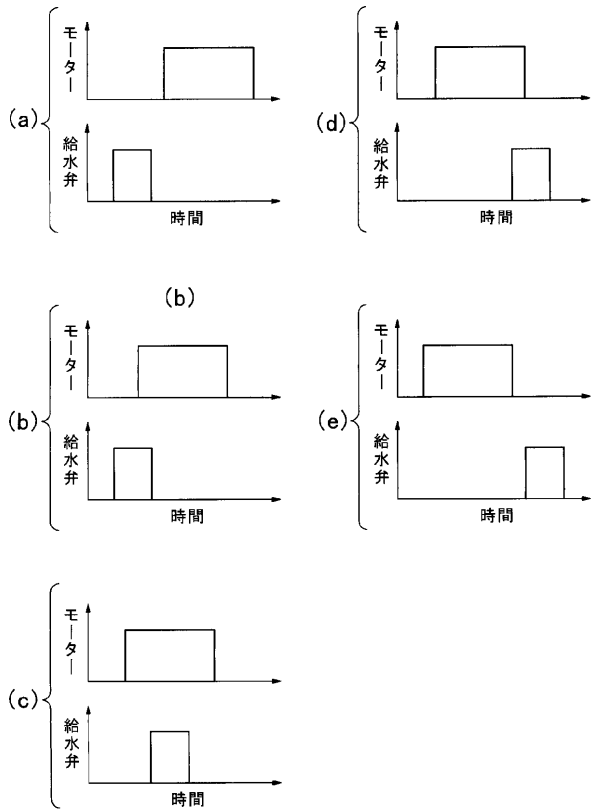 (a)
モーター
給水弁
時間
(b)
(b)
モーター
給水弁
時間
(c)
モーター
給水弁
時間
(d)
モーター
給水弁
時間
(e)
モーター
給水弁
時間